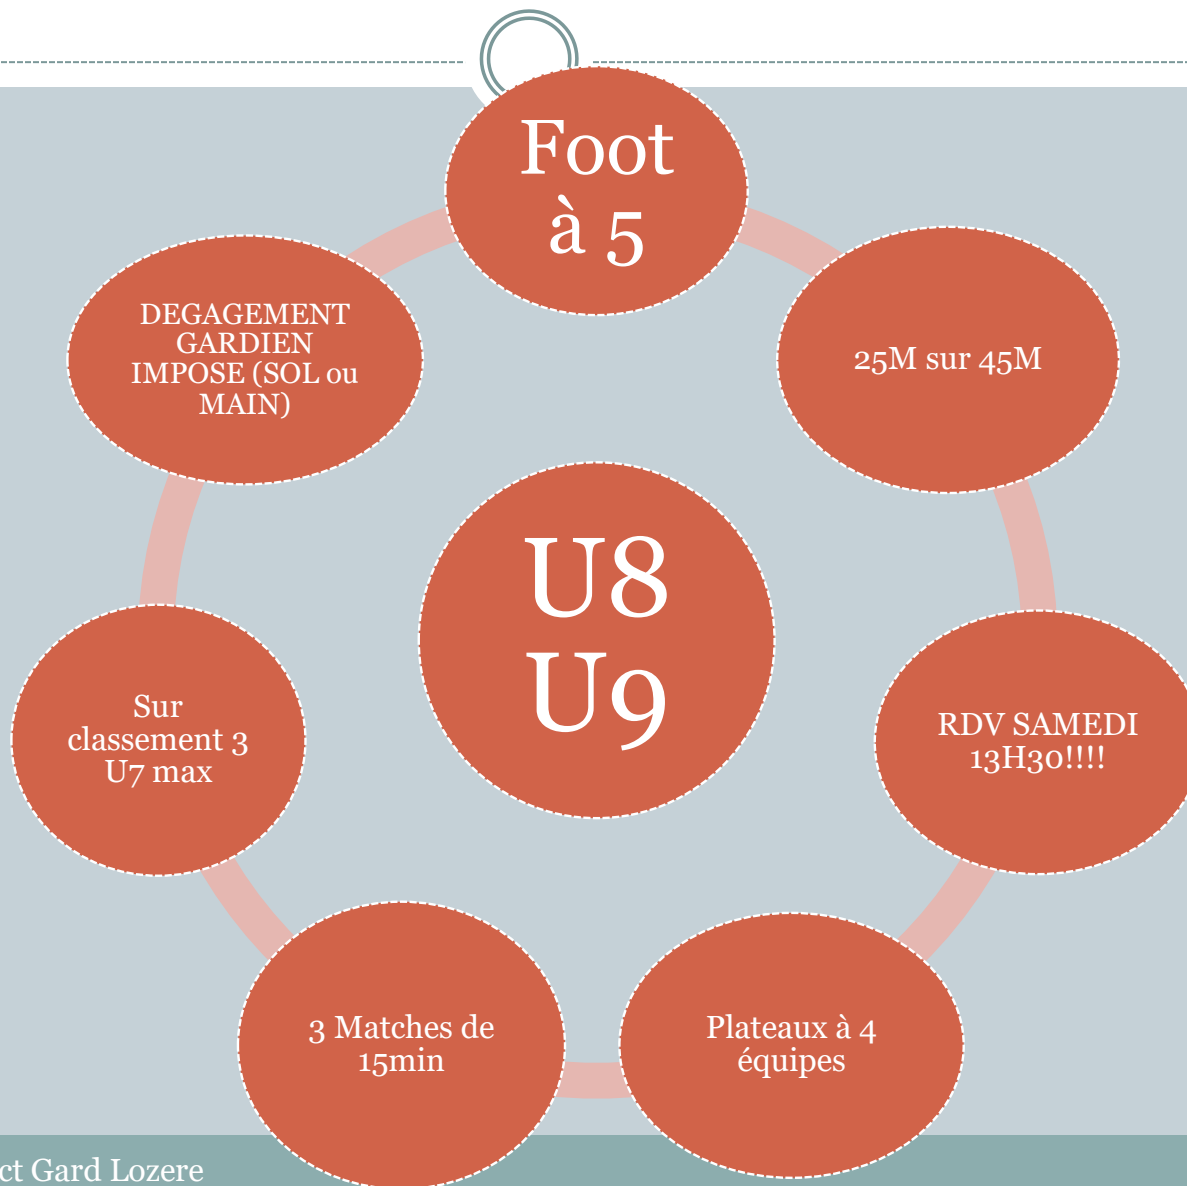 Foot
à 5
25M sur 45M
RDV SAMEDI
13H30!!!!
Plateaux à 4
équipes
3 Matches de
15min
Sur
classement 3
U7 max
DEGAGEMENT
GARDIEN
IMPOSE (SOL ou
MAIN)
U8
U9
ct Gard Lozere